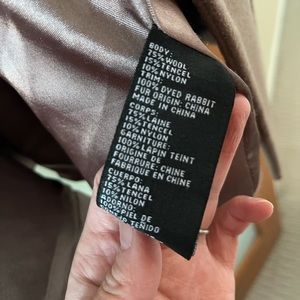 BODY:
75% WOOL
15% TENCEL
10% NYLON
TRIM:
100% DYED RABBIT
FUR ORIGIN: CHINA
MADE IN CHINA
CORPS:
75% LAINE
15% TENCEL
10% NYLON
GARNITURE:
100% LAPIN TEINT
ORIGINE DE
FOURRURE: CHINE
FABRIQUE EN CHINE
CUERPO:
75% LANA
15% TENCEL
10% NILON
ADORNO:
100% PIEL DE
TEÑIDO